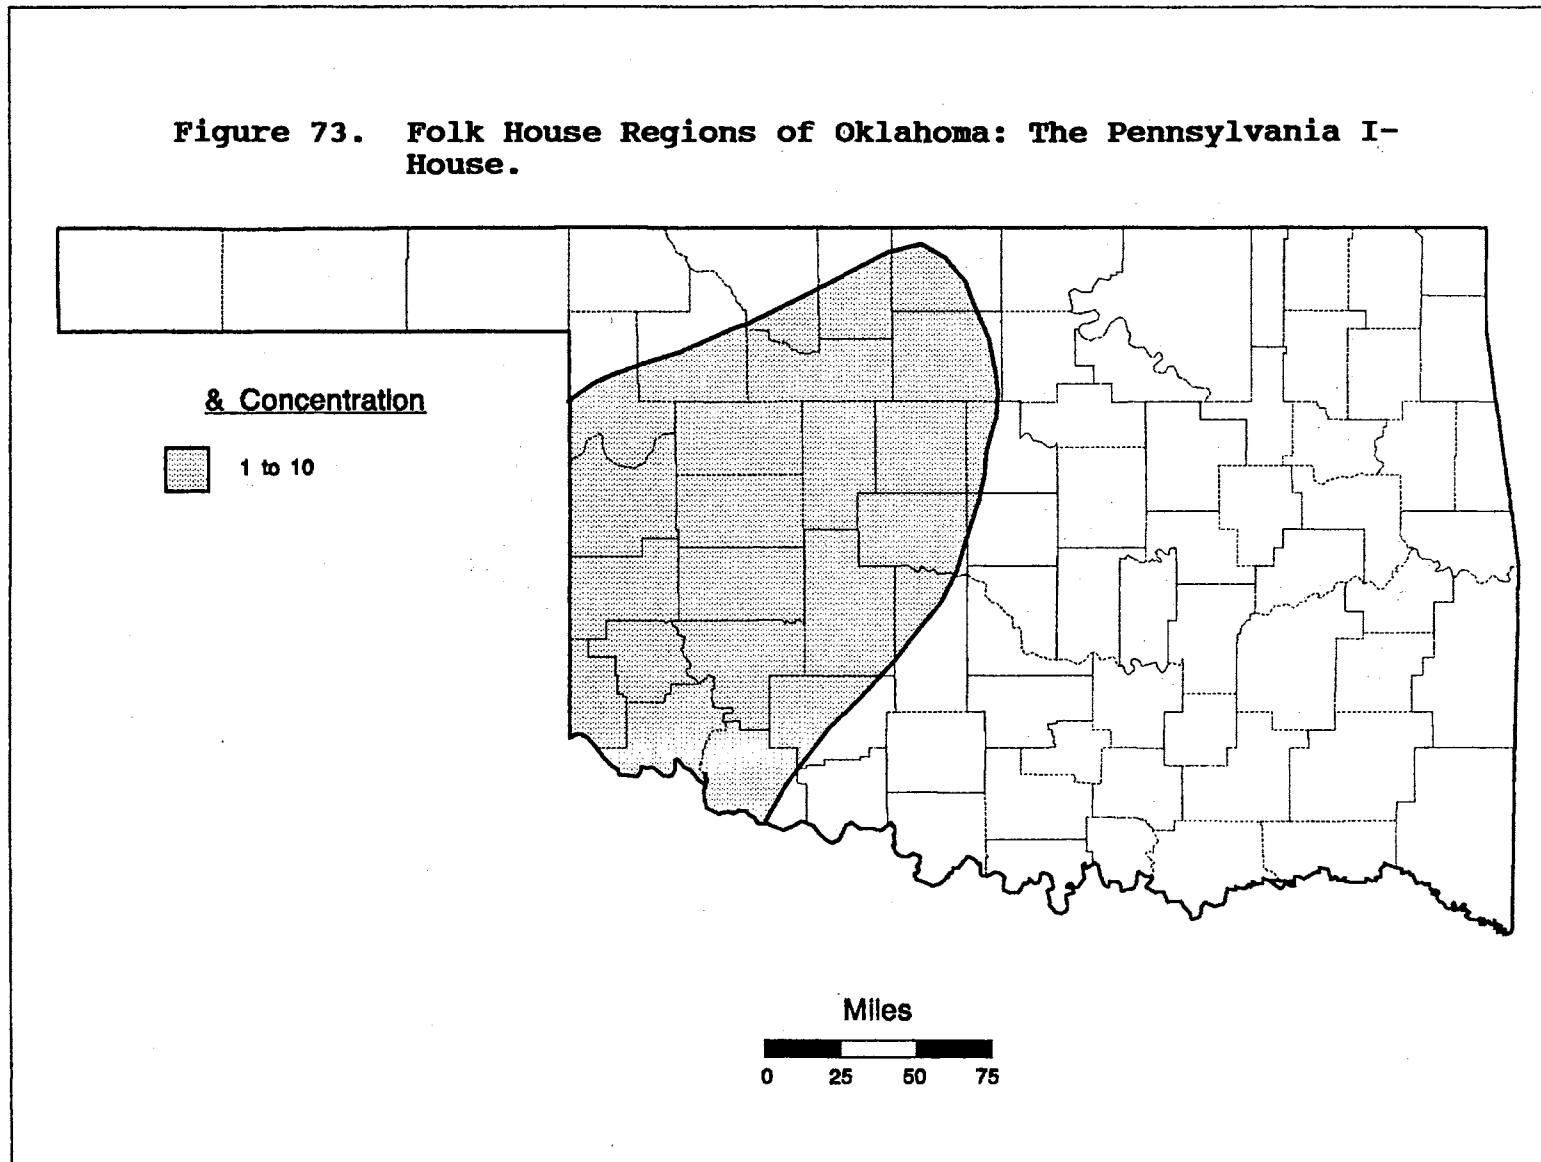 Figure 73. Folk House Regions of Oklahoma: The Pennsylvania I-
House.
& Concentration
1 to 10
Miles
0 25 50 75